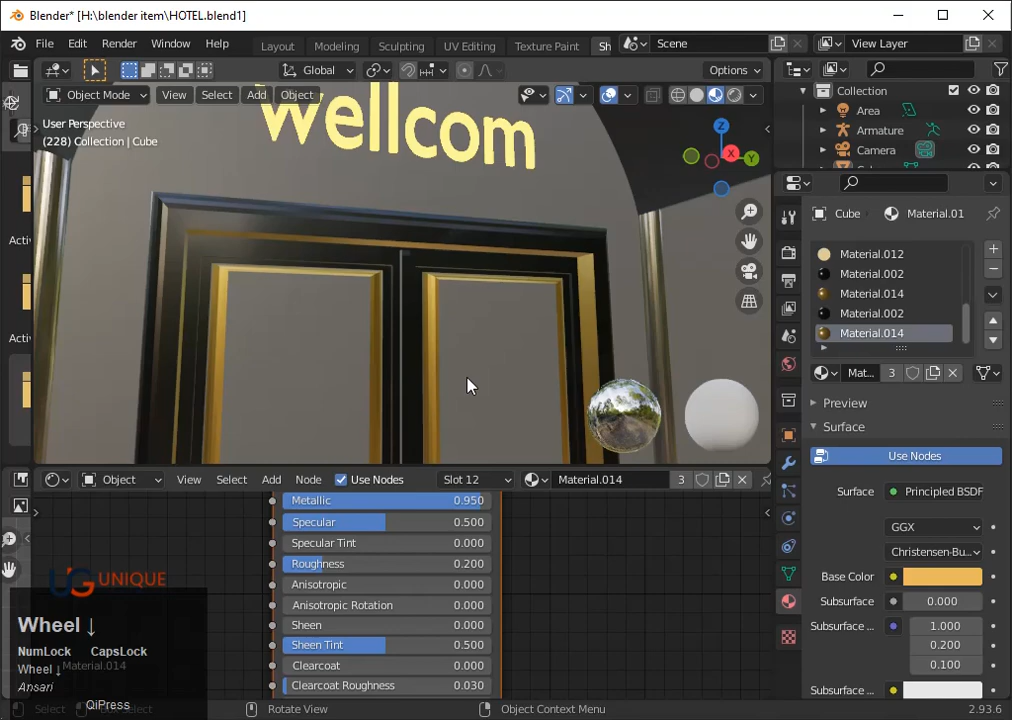 Blender* [H:\blender item\HOTEL.blend1]
File Edit Render Window Help Layout Modeling Sculpting UV Editing Texture Paint Sh Scene View Layer
Global Options
Object Mode View Select Add Object
User Perspective
(228) Collection | Cube
wellcom
X
Y
Z
Collection
Area
Armature
Camera
Cube Material.01
Material.012
Material.002
Material.014
Material.002
Material.014
Mat... 3
Preview
Surface
Use Nodes
Surface Principled BSDF
GGX
Christensen-Bu...
Base Color
Subsurface 0.000
Subsurface ... 1.000
0.200
0.100
Subsurface ...
Activ
Activ
Object View Select Add Node Use Nodes Slot 12 Material.014 3
Metallic 0.950
Specular 0.500
Specular Tint 0.000
Roughness 0.200
Anisotropic 0.000
Anisotropic Rotation 0.000
Sheen 0.000
Sheen Tint 0.500
Clearcoat 0.000
Clearcoat Roughness 0.030
UG UNIQUE
Wheel ↓
NumLock CapsLock
Wheel ↓
Material.014
Ansari
QiPress
Select Box Select Rotate View Object Context Menu 2.93.6